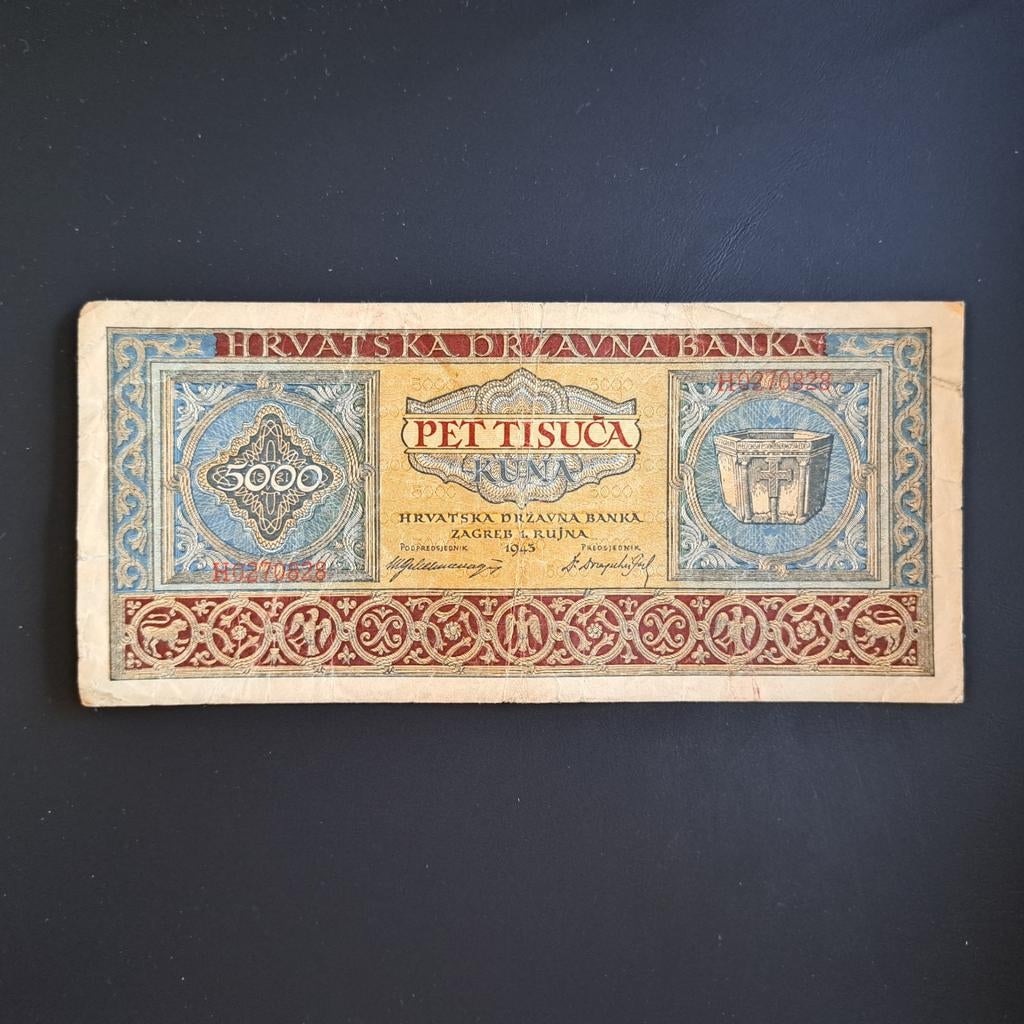 HRVATSKA DRŽAVNA BANKA
H0270828
5000
PET TISUĆA
KUNA
HRVATSKA DRŽAVNA BANKA
ZAGREB 1. RUJNA
1943
PODPREDSJEDNIK
PREDSJEDNIK
H0270828